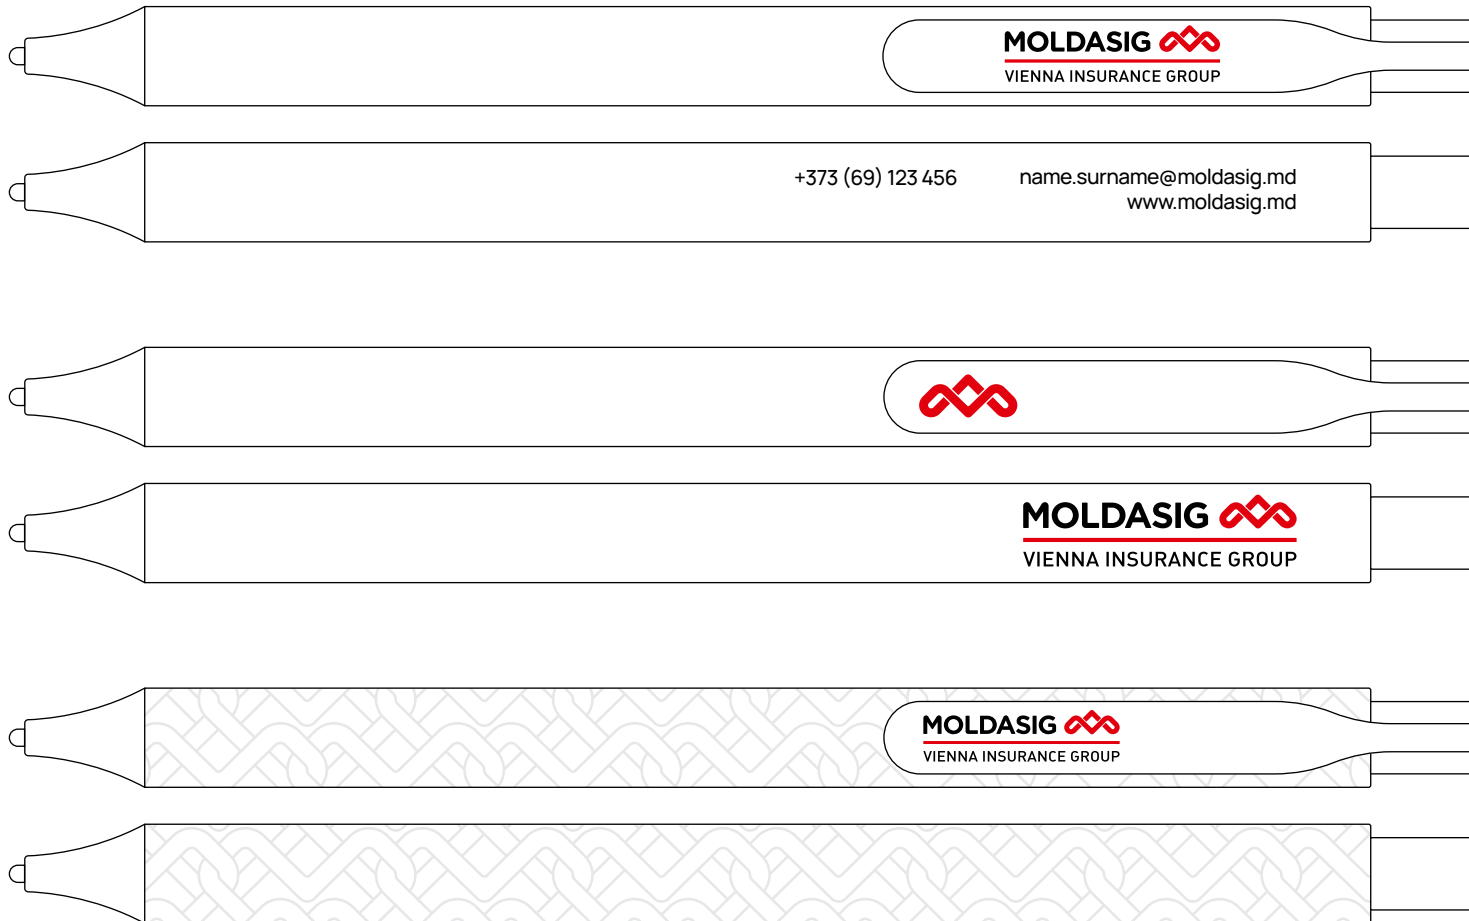 MOLDASIG
VIENNA INSURANCE GROUP
+373 (69) 123 456
name.surname@moldasig.md
www.moldasig.md
MOLDASIG
VIENNA INSURANCE GROUP
MOLDASIG
VIENNA INSURANCE GROUP